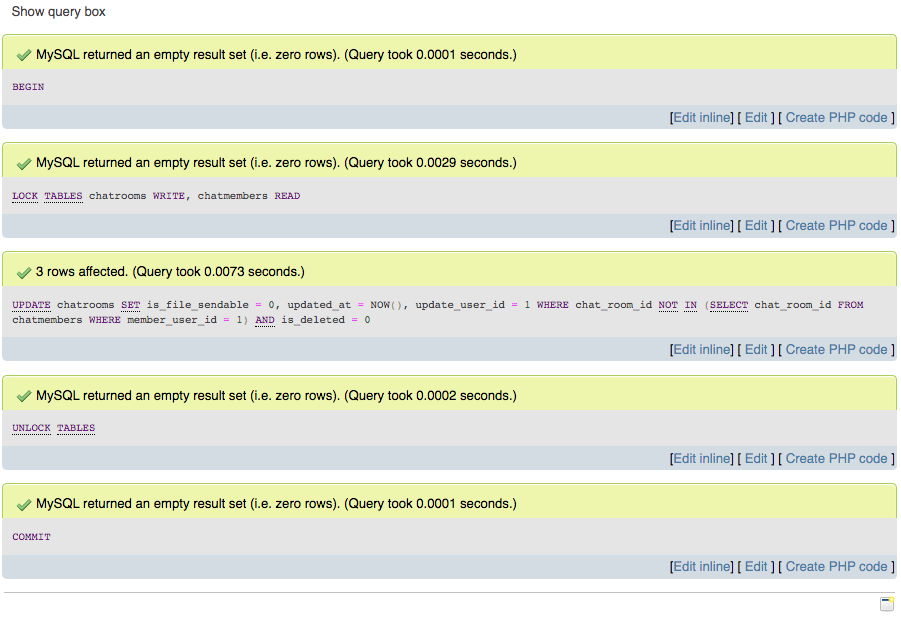 Show query box
MySQL returned an empty result set (i.e. zero rows). (Query took 0.0001 seconds.)
BEGIN
[Edit inline] [ Edit ] [ Create PHP code ]
MySQL returned an empty result set (i.e. zero rows). (Query took 0.0029 seconds.)
LOCK TABLES chatrooms WRITE, chatmembers READ
[Edit inline] [ Edit ] [ Create PHP code ]
3 rows affected. (Query took 0.0073 seconds.)
UPDATE chatrooms SET is_file_sendable = 0, updated_at = NOW(), update_user_id = 1 WHERE chat_room_id NOT IN (SELECT chat_room_id FROM
chatmembers WHERE member_user_id = 1) AND is_deleted = 0
[Edit inline] [ Edit ] [ Create PHP code ]
MySQL returned an empty result set (i.e. zero rows). (Query took 0.0002 seconds.)
UNLOCK TABLES
[Edit inline] [ Edit ] [ Create PHP code ]
MySQL returned an empty result set (i.e. zero rows). (Query took 0.0001 seconds.)
COMMIT
[Edit inline] [ Edit ] [ Create PHP code ]